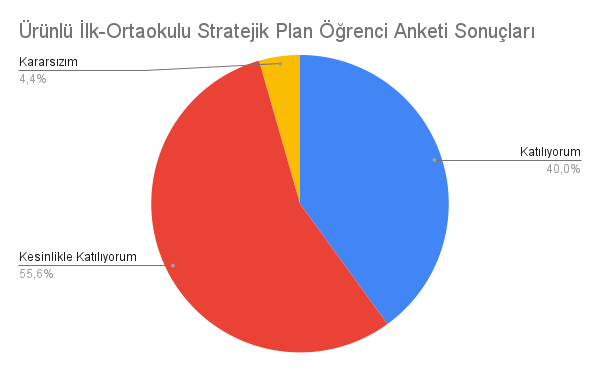 Ürünlü İlk-Ortaokulu Stratejik Plan Öğrenci Anketi Sonuçları
Kararsızım
4,4%
Katılıyorum
40,0%
Kesinlikle Katılıyorum
55,6%